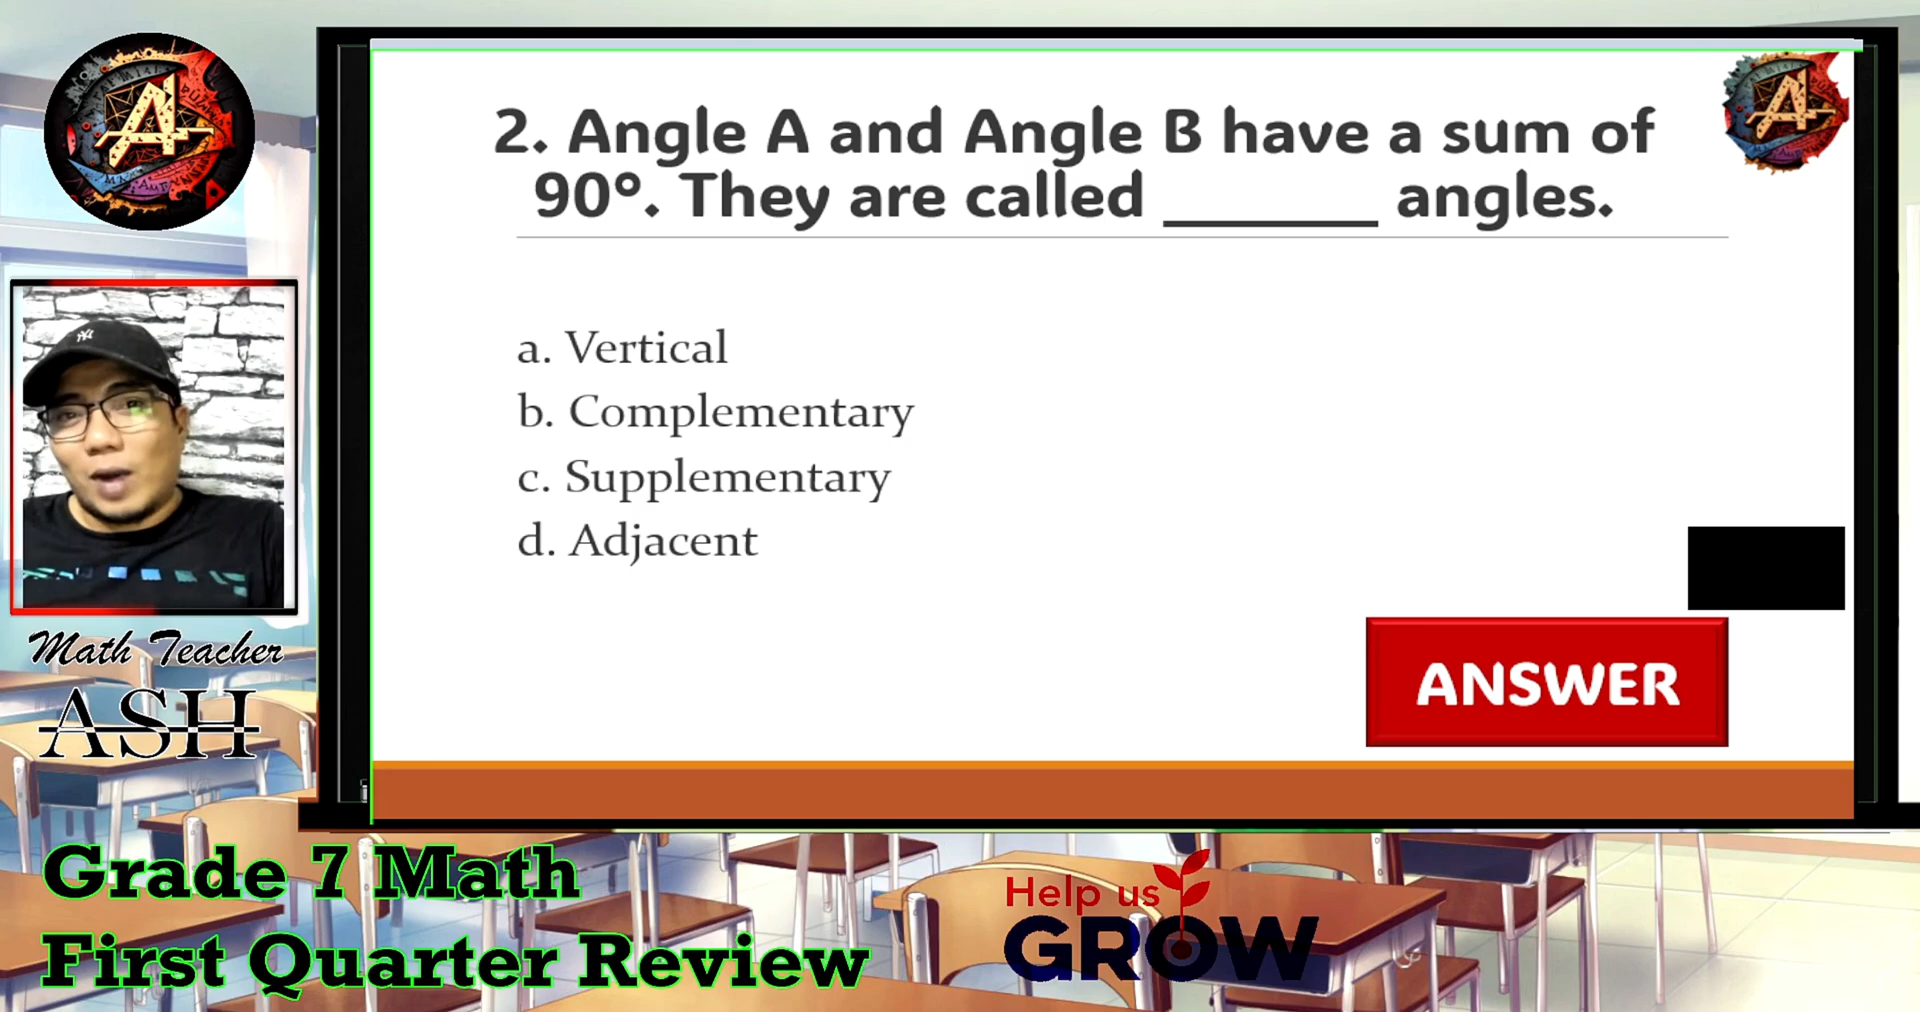 2. Angle A and Angle B have a sum of
90°. They are called ________ angles.
a. Vertical
b. Complementary
c. Supplementary
d. Adjacent
ANSWER
Math Teacher
ASH
Grade 7 Math
First Quarter Review
Help us
GROW